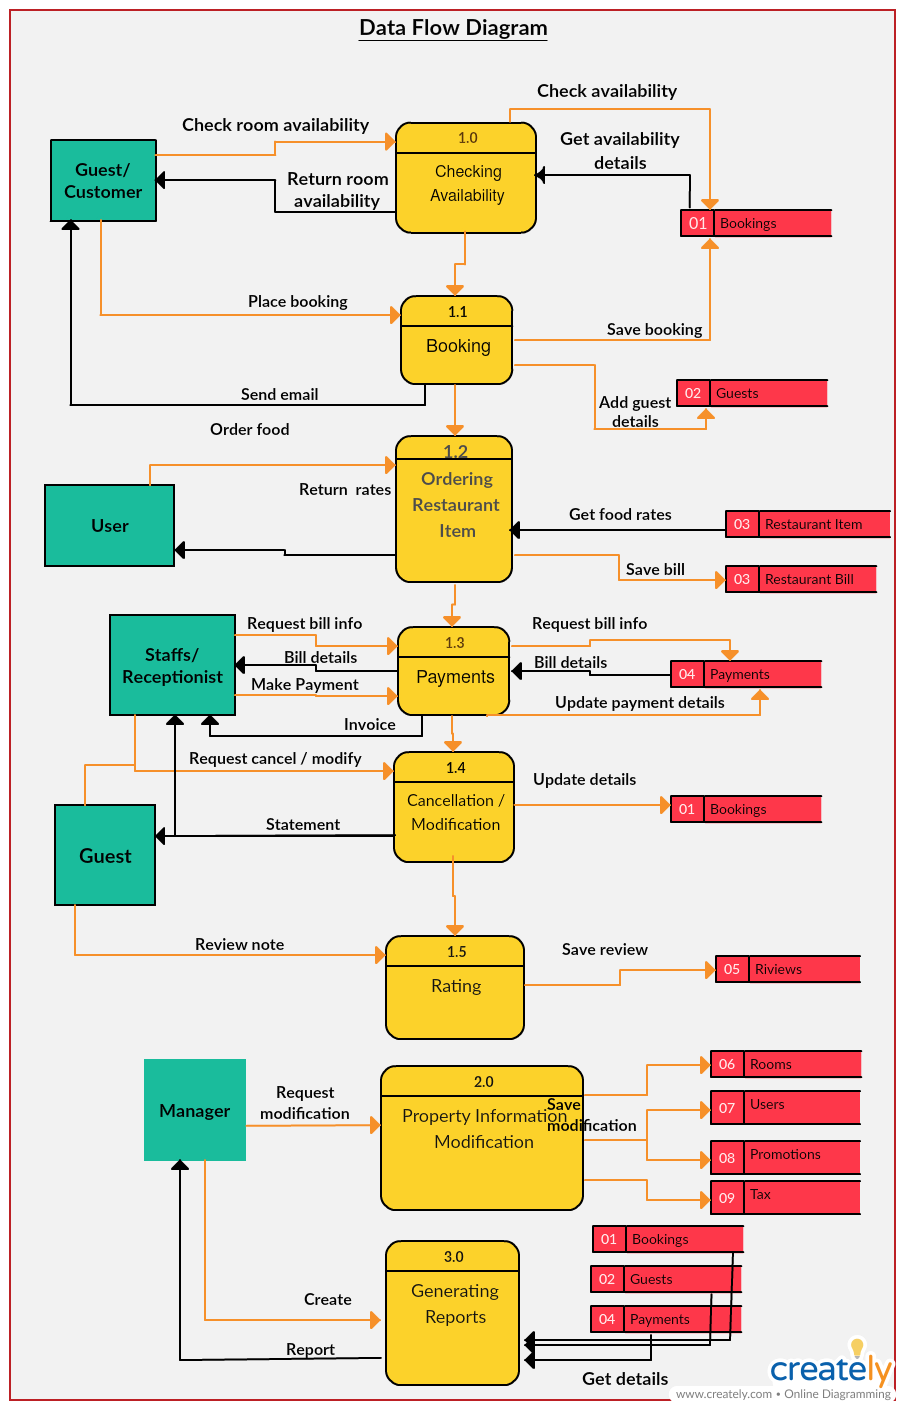 Data Flow Diagram
Check availability
Check room availability
1.0
Get availability
details
Guest/
Customer
Checking
Availability
Return room
availability
01 Bookings
Place booking
1.1
Booking
Save booking
Send email
02 Guests
Add guest
details
Order food
1.2
Ordering
Restaurant
Item
Return rates
User
Get food rates
03 Restaurant Item
Save bill
03 Restaurant Bill
Request bill info
1.3
Request bill info
Staffs/
Receptionist
Bill details
Payments
Bill details
04 Payments
Make Payment
Update payment details
Invoice
Request cancel / modify
1.4
Cancellation /
Modification
Update details
01 Bookings
Statement
Guest
Review note
1.5
Rating
Save review
05 Riviews
Manager
Request
modification
2.0
Property Information
Modification
Save
modification
06 Rooms
07 Users
08 Promotions
09 Tax
01 Bookings
3.0
Generating
Reports
02 Guests
Create
04 Payments
Report
Get details
creately
www.creately.com • Online Diagramming